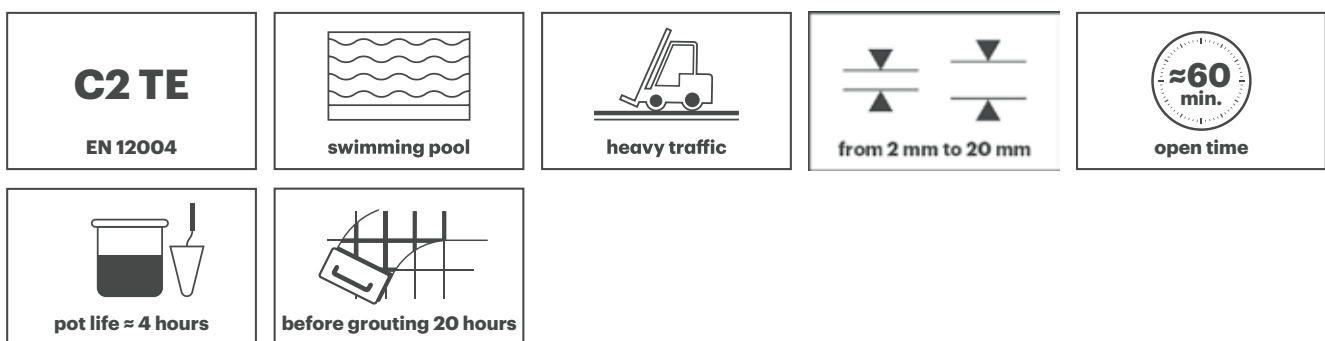 C2 TE
EN 12004
swimming pool
heavy traffic
from 2 mm to 20 mm
≈60
min.
open time
pot life ≈ 4 hours
before grouting 20 hours